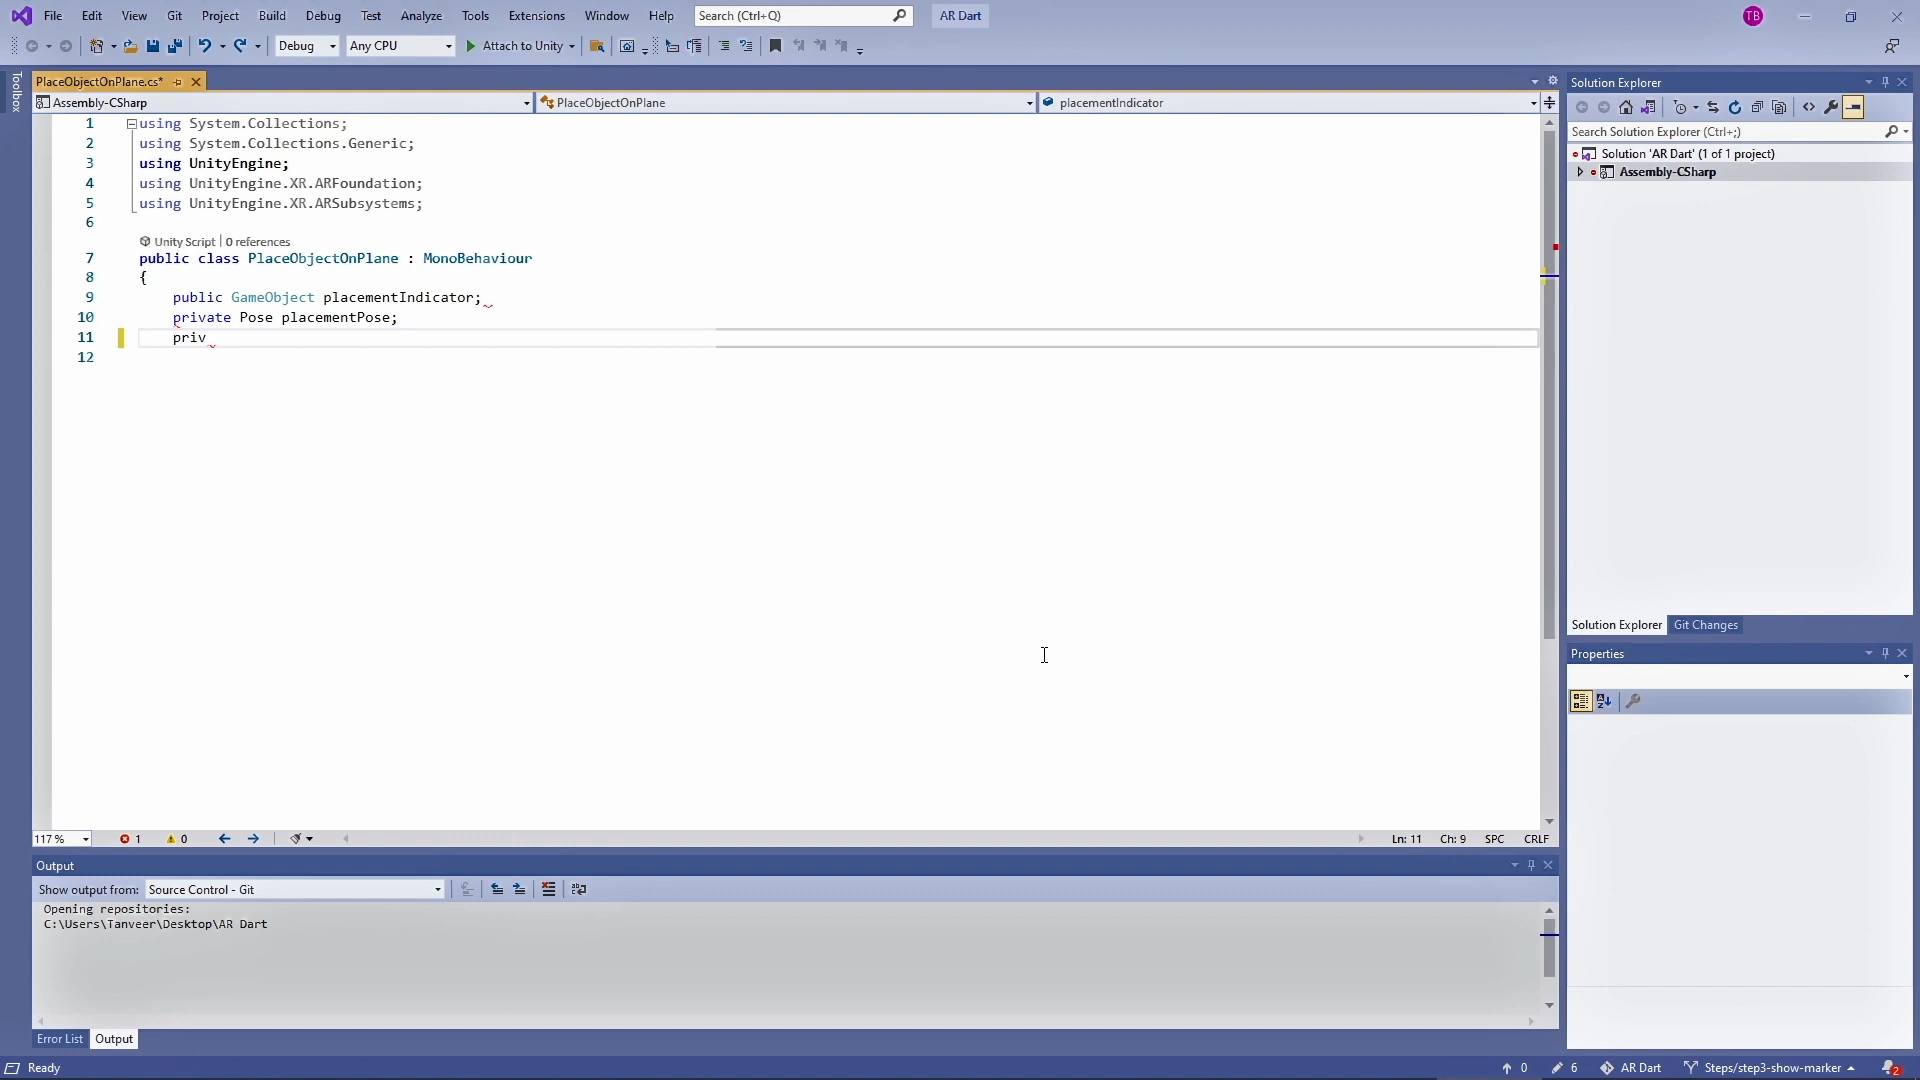 File Edit View Git Project Build Debug Test Analyze Tools Extensions Window Help Search (Ctrl+Q) AR Dart TB
Debug Any CPU Attach to Unity
Toolbox
PlaceObjectOnPlane.cs*
Assembly-CSharp PlaceObjectOnPlane placementIndicator
1 using System.Collections;
2 using System.Collections.Generic;
3 using UnityEngine;
4 using UnityEngine.XR.ARFoundation;
5 using UnityEngine.XR.ARSubsystems;
6
Unity Script | 0 references
7 public class PlaceObjectOnPlane : MonoBehaviour
8 {
9 public GameObject placementIndicator;
10 private Pose placementPose;
11 priv
12
117 % 1 0 Ln: 11 Ch: 9 SPC CRLF
Output
Show output from: Source Control - Git
Opening repositories:
C:\Users\Tanveer\Desktop\AR Dart
Error List Output
Solution Explorer
Search Solution Explorer (Ctrl+;)
Solution 'AR Dart' (1 of 1 project)
Assembly-CSharp
Solution Explorer Git Changes
Properties
Ready 0 6 AR Dart Steps/step3-show-marker 2